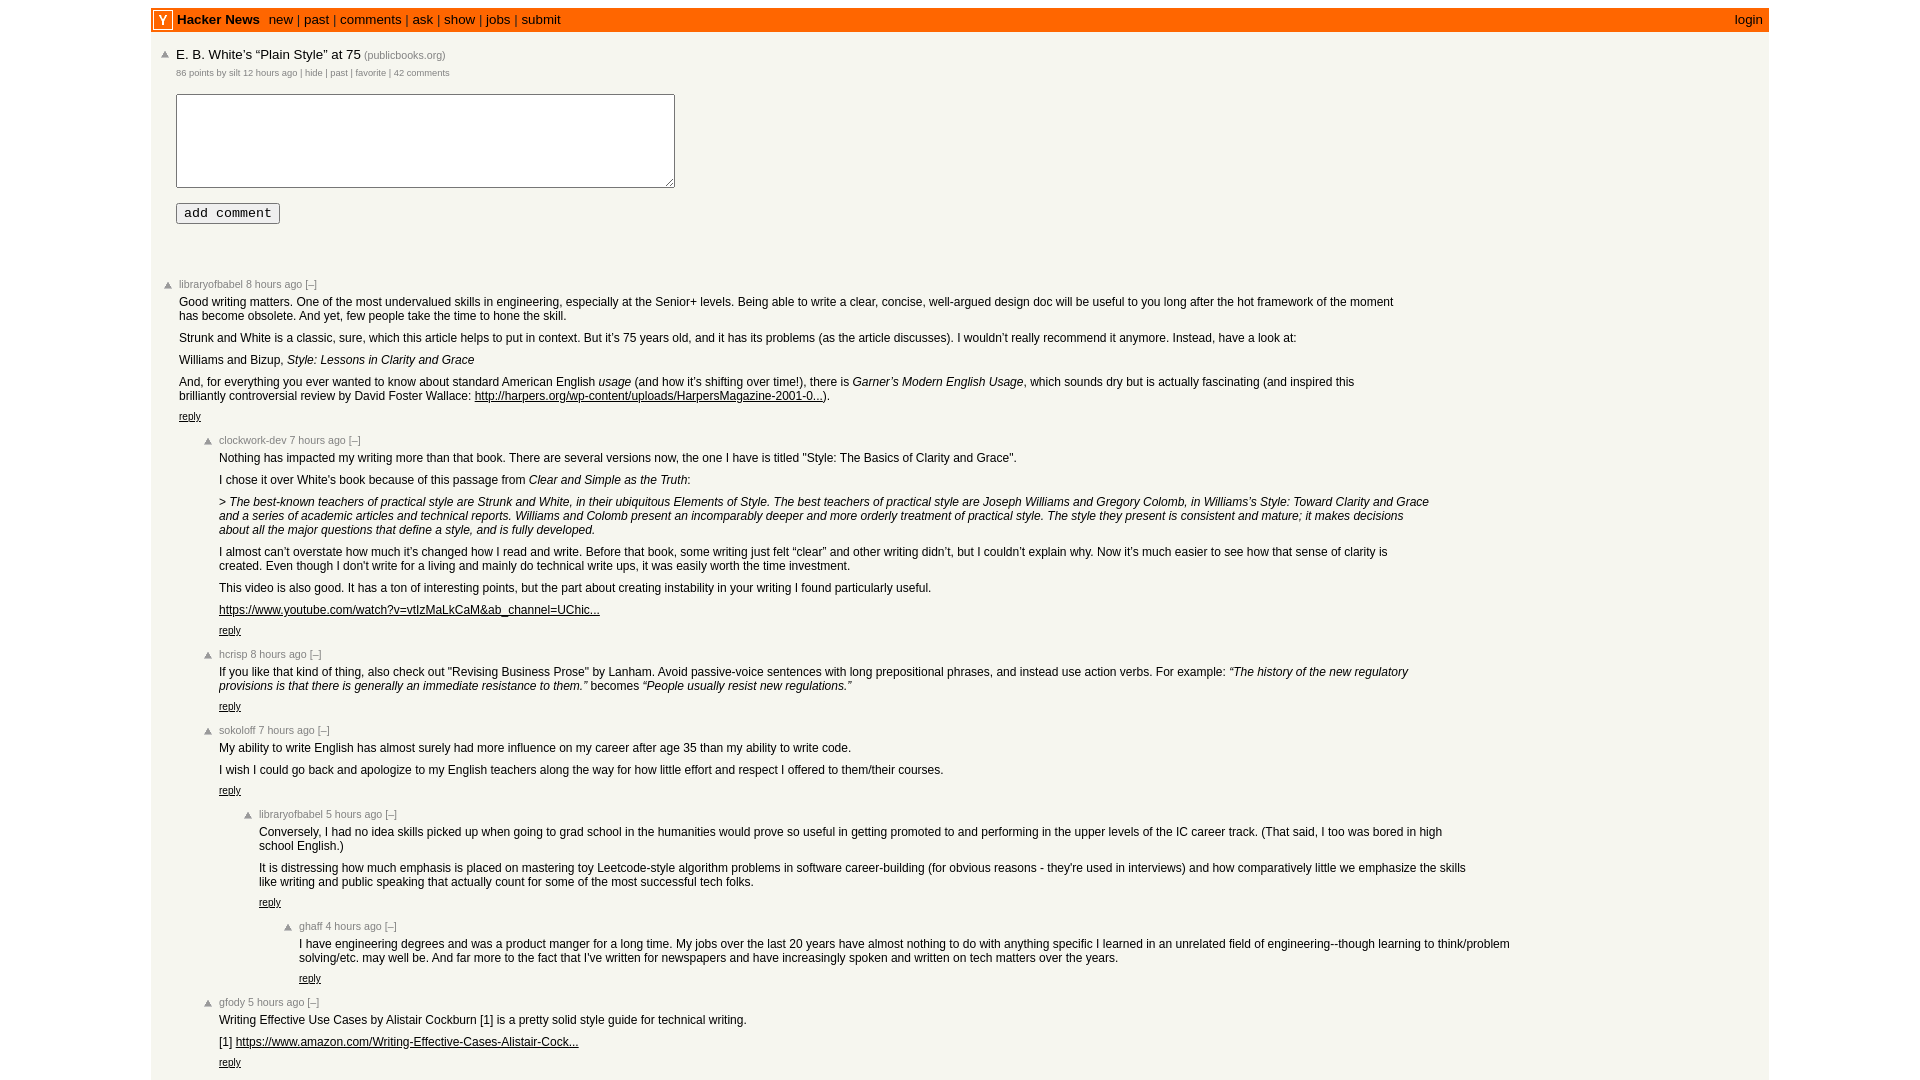 Y Hacker News new | past | comments | ask | show | jobs | submit login
E. B. White’s “Plain Style” at 75 (publicbooks.org)
86 points by silt 12 hours ago | hide | past | favorite | 42 comments
add comment
libraryofbabel 8 hours ago [–]
Good writing matters. One of the most undervalued skills in engineering, especially at the Senior+ levels. Being able to write a clear, concise, well-argued design doc will be useful to you long after the hot framework of the moment
has become obsolete. And yet, few people take the time to hone the skill.
Strunk and White is a classic, sure, which this article helps to put in context. But it’s 75 years old, and it has its problems (as the article discusses). I wouldn’t really recommend it anymore. Instead, have a look at:
Williams and Bizup, Style: Lessons in Clarity and Grace
And, for everything you ever wanted to know about standard American English usage (and how it’s shifting over time!), there is Garner’s Modern English Usage, which sounds dry but is actually fascinating (and inspired this
brilliantly controversial review by David Foster Wallace: http://harpers.org/wp-content/uploads/HarpersMagazine-2001-0...).
reply
clockwork-dev 7 hours ago [–]
Nothing has impacted my writing more than that book. There are several versions now, the one I have is titled "Style: The Basics of Clarity and Grace".
I chose it over White's book because of this passage from Clear and Simple as the Truth:
> The best-known teachers of practical style are Strunk and White, in their ubiquitous Elements of Style. The best teachers of practical style are Joseph Williams and Gregory Colomb, in Williams’s Style: Toward Clarity and Grace
and a series of academic articles and technical reports. Williams and Colomb present an incomparably deeper and more orderly treatment of practical style. The style they present is consistent and mature; it makes decisions
about all the major questions that define a style, and is fully developed.
I almost can’t overstate how much it’s changed how I read and write. Before that book, some writing just felt “clear” and other writing didn’t, but I couldn’t explain why. Now it’s much easier to see how that sense of clarity is
created. Even though I don't write for a living and mainly do technical write ups, it was easily worth the time investment.
This video is also good. It has a ton of interesting points, but the part about creating instability in your writing I found particularly useful.
https://www.youtube.com/watch?v=vtIzMaLkCaM&ab_channel=UChic...
reply
hcrisp 8 hours ago [–]
If you like that kind of thing, also check out "Revising Business Prose" by Lanham. Avoid passive-voice sentences with long prepositional phrases, and instead use action verbs. For example: “The history of the new regulatory
provisions is that there is generally an immediate resistance to them.” becomes “People usually resist new regulations.”
reply
sokoloff 7 hours ago [–]
My ability to write English has almost surely had more influence on my career after age 35 than my ability to write code.
I wish I could go back and apologize to my English teachers along the way for how little effort and respect I offered to them/their courses.
reply
libraryofbabel 5 hours ago [–]
Conversely, I had no idea skills picked up when going to grad school in the humanities would prove so useful in getting promoted to and performing in the upper levels of the IC career track. (That said, I too was bored in high
school English.)
It is distressing how much emphasis is placed on mastering toy Leetcode-style algorithm problems in software career-building (for obvious reasons - they're used in interviews) and how comparatively little we emphasize the skills
like writing and public speaking that actually count for some of the most successful tech folks.
reply
ghaff 4 hours ago [–]
I have engineering degrees and was a product manger for a long time. My jobs over the last 20 years have almost nothing to do with anything specific I learned in an unrelated field of engineering--though learning to think/problem
solving/etc. may well be. And far more to the fact that I've written for newspapers and have increasingly spoken and written on tech matters over the years.
reply
gfody 5 hours ago [–]
Writing Effective Use Cases by Alistair Cockburn [1] is a pretty solid style guide for technical writing.
[1] https://www.amazon.com/Writing-Effective-Cases-Alistair-Cock...
reply